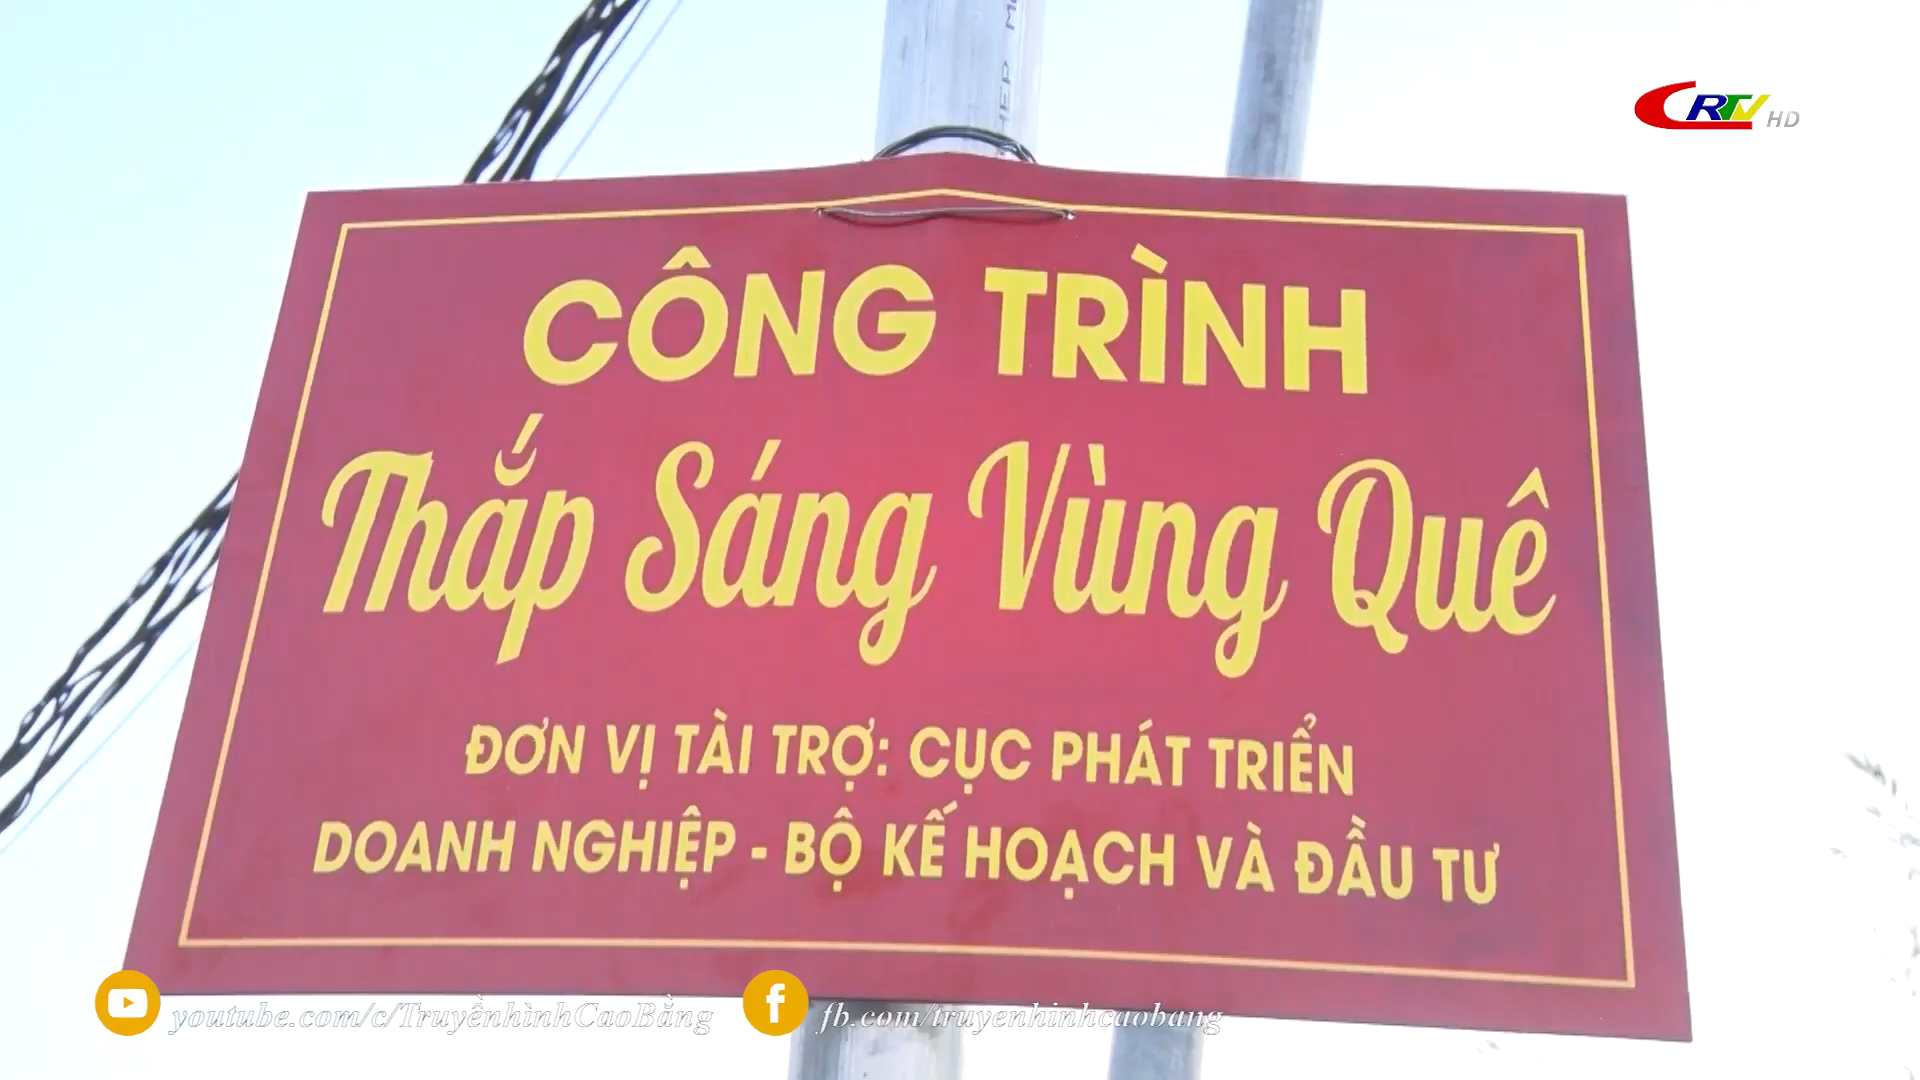 CRTV HD
CÔNG TRÌNH
Thắp Sáng Vùng Quê
ĐƠN VỊ TÀI TRỢ: CỤC PHÁT TRIỂN
DOANH NGHIỆP - BỘ KẾ HOẠCH VÀ ĐẦU TƯ
youtube.com/c/TruyềnhìnhCaoBằng
fb.com/truyenhinhcaobang